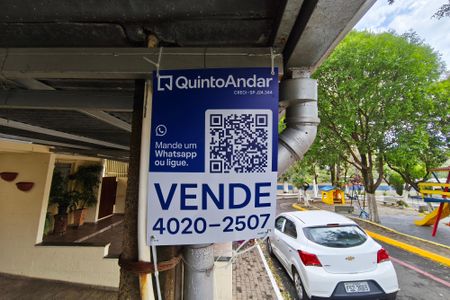 QuintoAndar
CRECI-SP J24.344
Mande um
Whatsapp
ou ligue.
VENDE
4020-2507